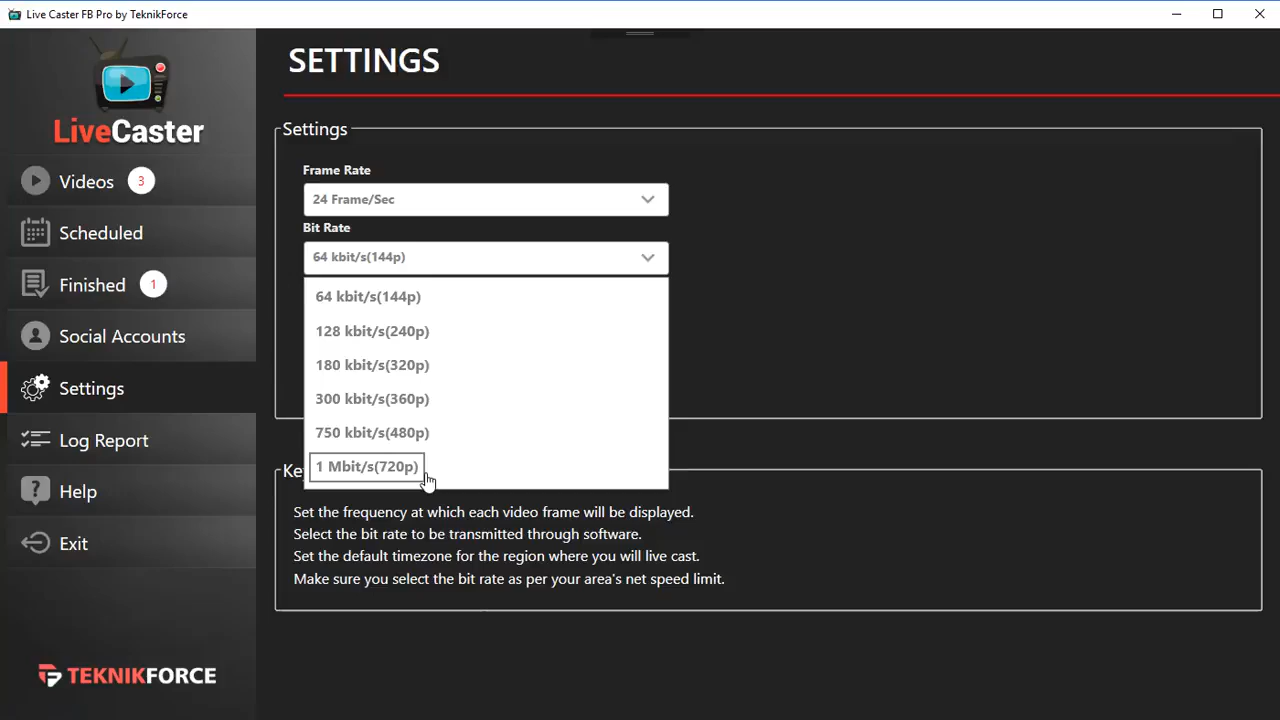 Live Caster FB Pro by TeknikForce
LiveCaster
Videos 3
Scheduled
Finished 1
Social Accounts
Settings
Log Report
Help
Exit
TEKNIKFORCE
SETTINGS
Settings
Frame Rate
24 Frame/Sec
Bit Rate
64 kbit/s(144p)
64 kbit/s(144p)
128 kbit/s(240p)
180 kbit/s(320p)
300 kbit/s(360p)
750 kbit/s(480p)
1 Mbit/s(720p)
Set the frequency at which each video frame will be displayed.
Select the bit rate to be transmitted through software.
Set the default timezone for the region where you will live cast.
Make sure you select the bit rate as per your area's net speed limit.